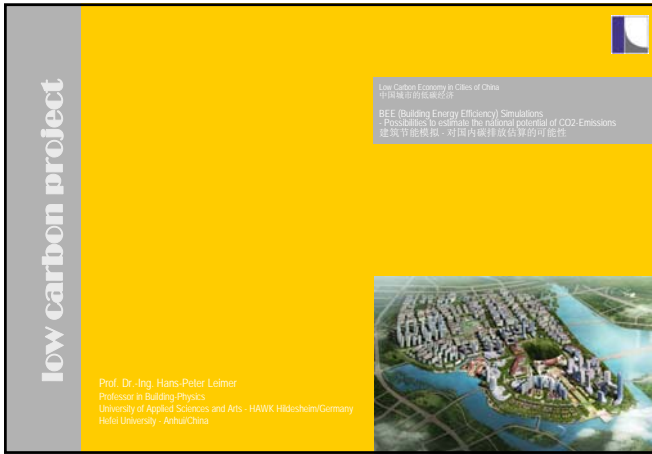 low carbon project
Low Carbon Economy in Cities of China
中国城市的低碳经济
BEE (Building Energy Efficiency) Simulations
- Possibilities to estimate the national potential of CO2-Emissions
建筑节能模拟 - 对国内碳排放估算的可能性
Prof. Dr.-Ing. Hans-Peter Leimer
Professor in Building-Physics
University of Applied Sciences and Arts - HAWK Hildesheim/Germany
Hefei University - Anhui/China